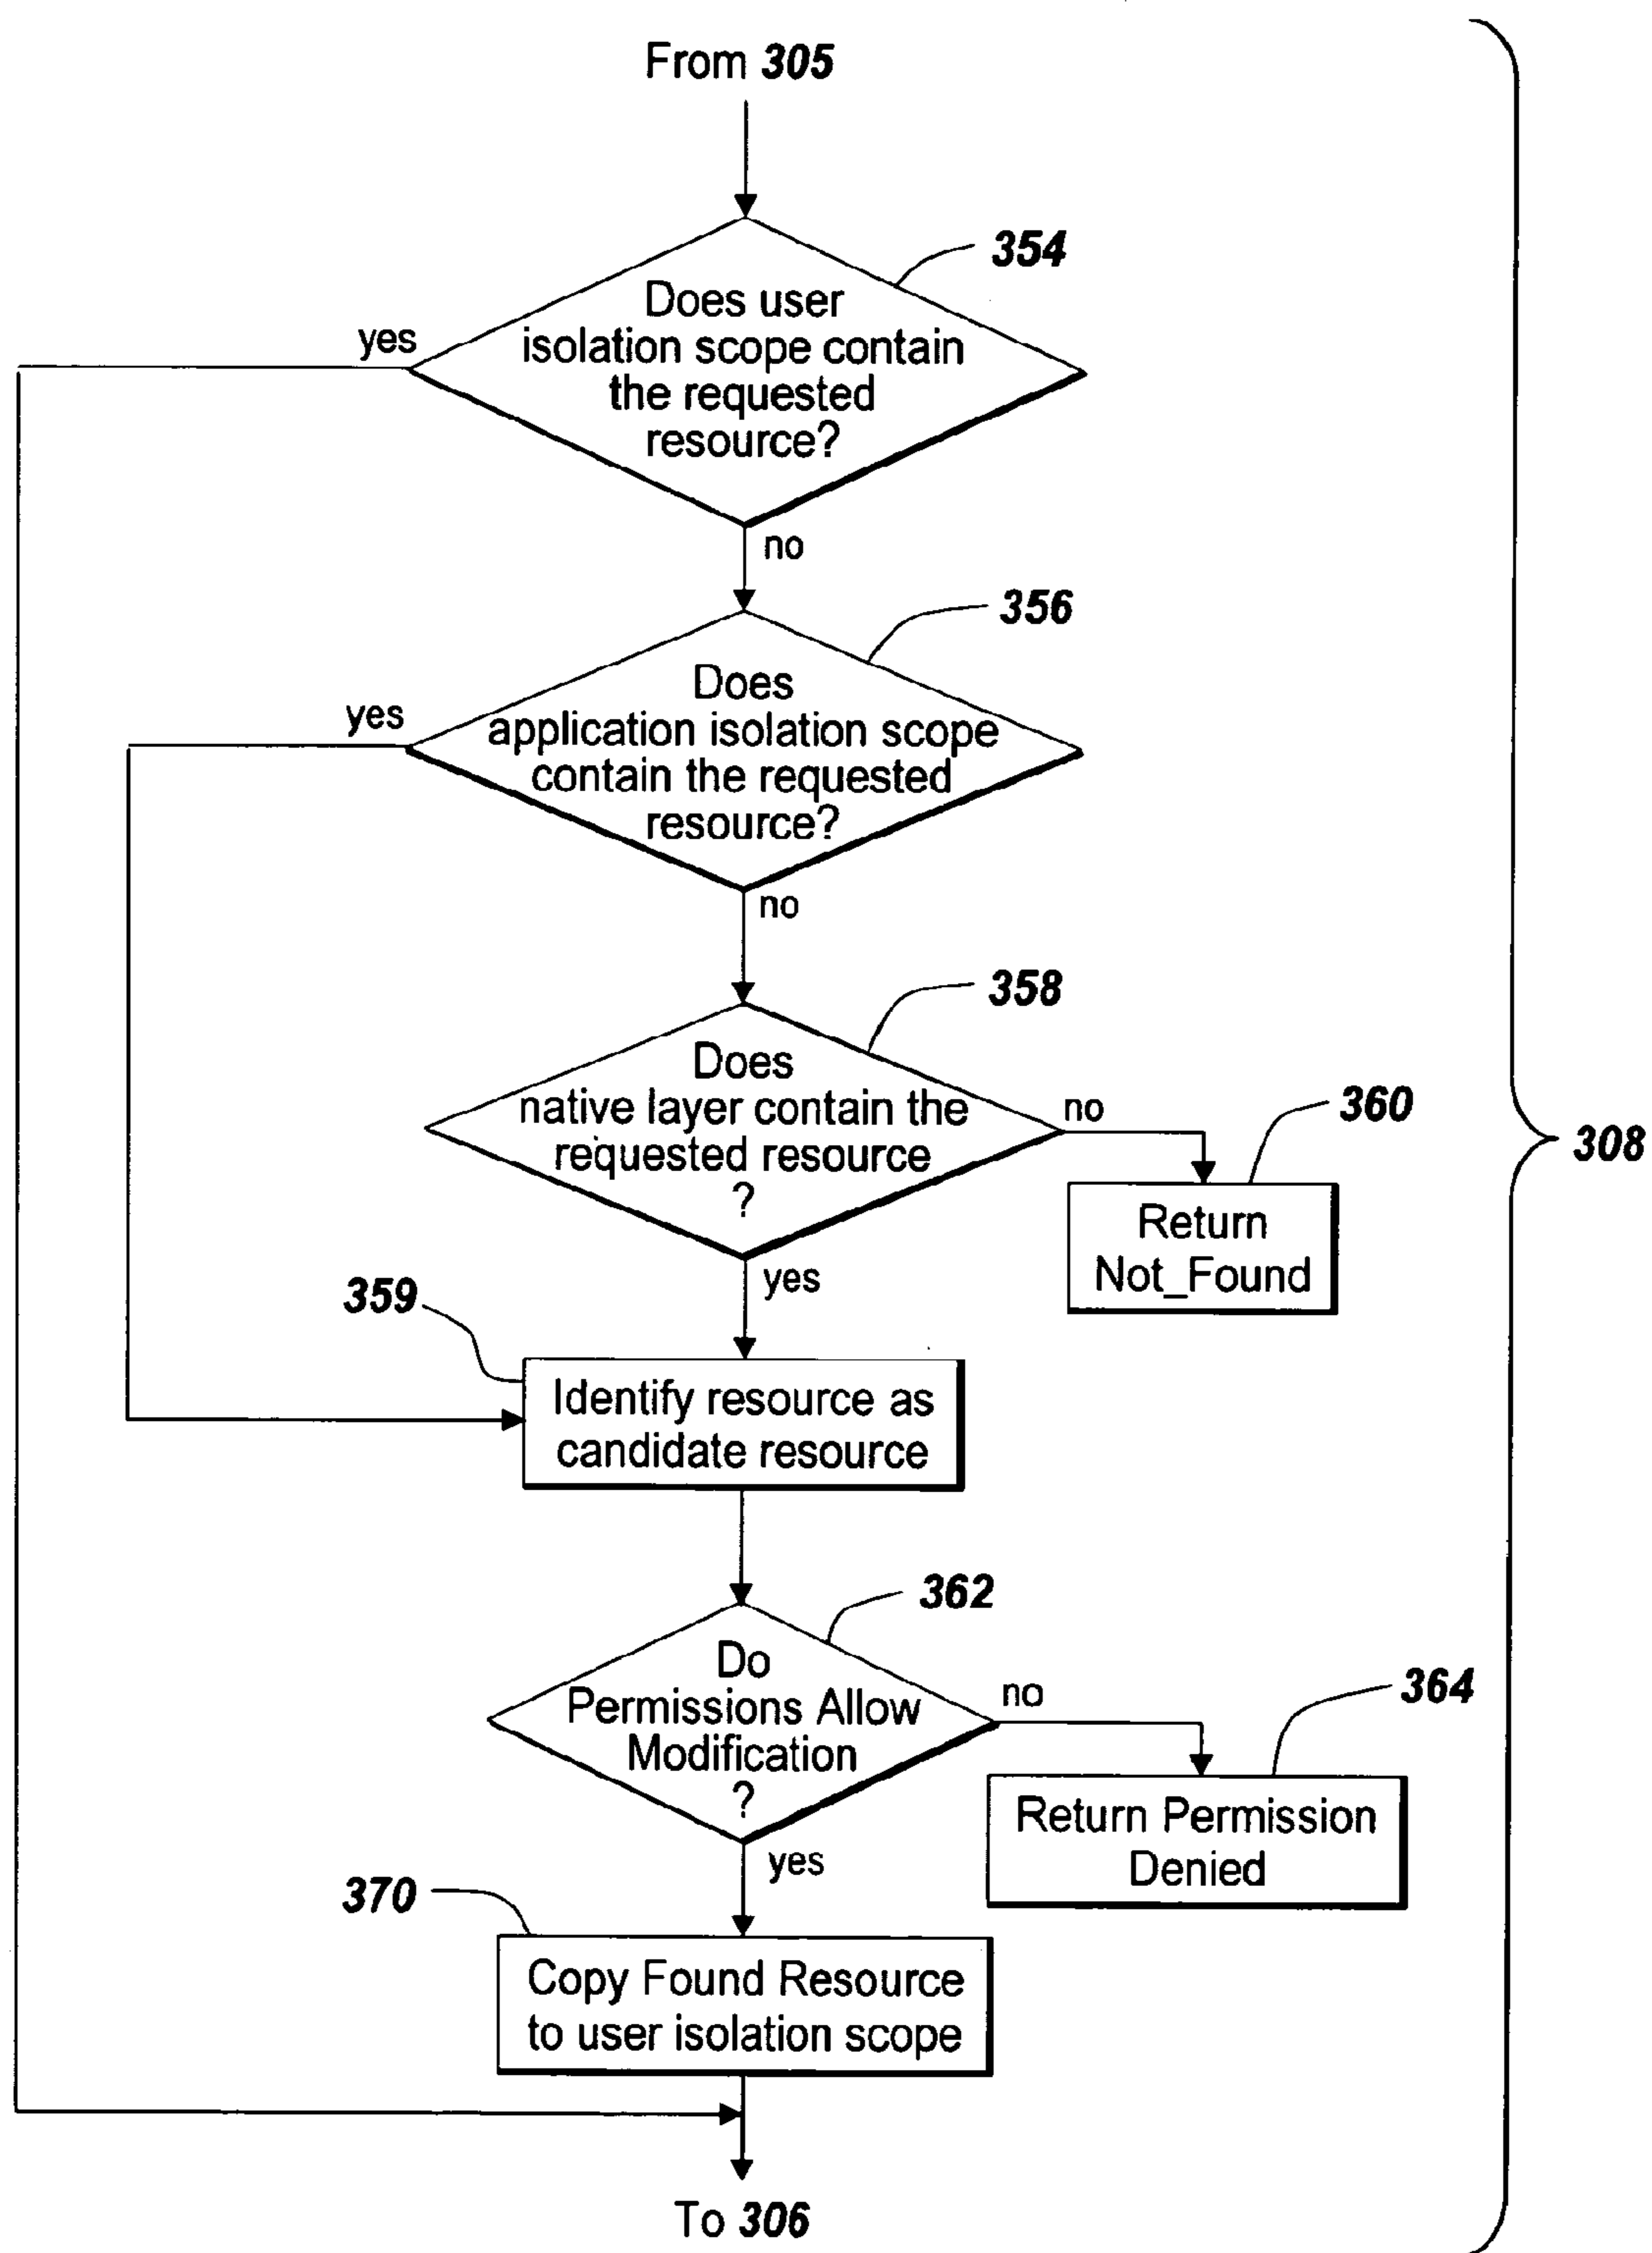 From 305
354
Does user
yes
isolation scope contain
the requested
resource?
no
356
Does
yes
application isolation scope
contain the requested
resource?
no
358
Does
native layer contain the
no
360
requested resource
?
308
Return
Not_Found
yes
359
Identify resource as
candidate resource
362
Do
Permissions Allow
no
364
Modification
?
Return Permission
Denied
yes
370
Copy Found Resource
to user isolation scope
To 306